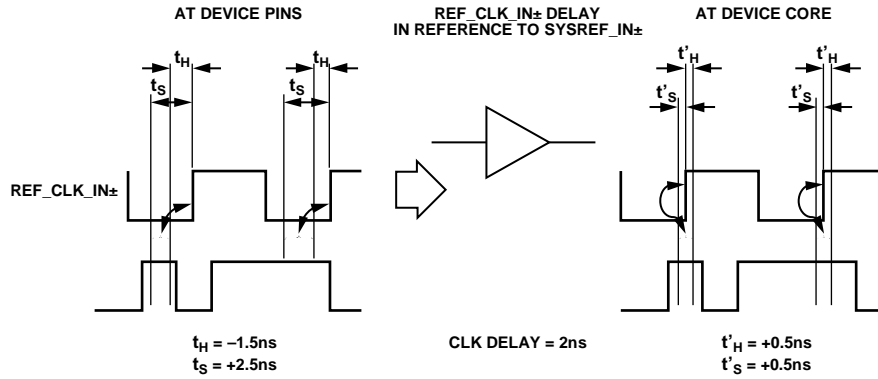 AT DEVICE PINS
REF_CLK_IN± DELAY
IN REFERENCE TO SYSREF_IN±
AT DEVICE CORE
tH
tS
tH
tS
t'H
t'S
t'H
t'S
REF_CLK_IN±
tH = –1.5ns
tS = +2.5ns
CLK DELAY = 2ns
t'H = +0.5ns
t'S = +0.5ns